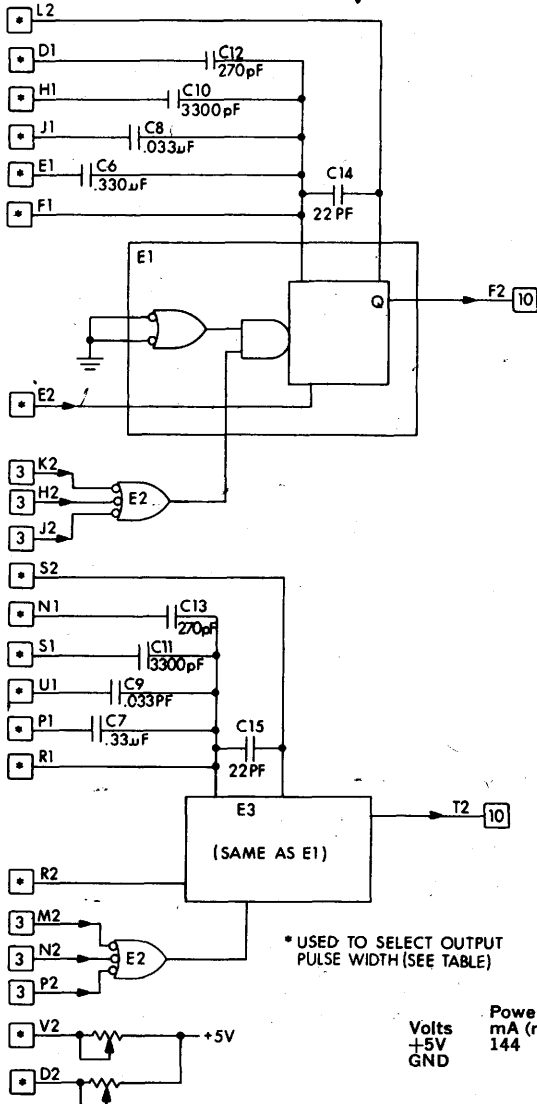 * L2
* D1
C12
270pF
* H1
C10
3300pF
* J1
C8
.033µF
* E1
C6
.330µF
C14
22 PF
* F1
E1
Q
F2 10
* E2
3 K2
3 H2
3 J2
E2
* S2
* N1
C13
270pF
* S1
C11
3300pF
* U1
C9
.033PF
* P1
C7
.33µF
C15
22PF
* R1
E3
(SAME AS E1)
T2 10
* R2
3 M2
3 N2
3 P2
E2
* USED TO SELECT OUTPUT
PULSE WIDTH (SEE TABLE)
* V2
+5V
* D2
Volts
+5V
GND
Powe
mA (n
144